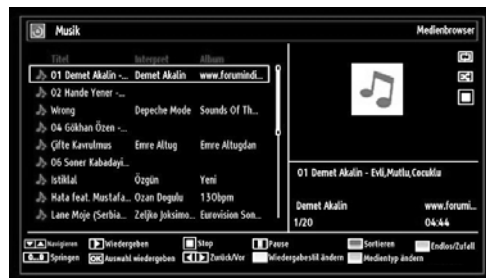 Musik Medienbrowser
Titel Interpret Album
01 Demet Akalin -... Demet Akalin www.forumindi...
02 Hande Yener -...
Wrong Depeche Mode Sounds Of Th...
04 Gökhan Özen -...
Çifte Kavrulmus Emre Altug Emre Altugdan
06 Soner Kabadayi...
Istiklal Özgün Yeni
Hata feat. Mustafa... Ozan Degulu 130bpm
Lane Moje (Serbia... Zeljko Joksimo... Eurovision Son...
01 Demet Akalin - Evli,Mutlu,Cocuklu
Demet Akalin www.forumi...
1/20 04:44
Navigieren Wiedergeben Stop Pause Sortieren Endlos/Zufall
0..9 Springen OK Auswahl wiedergeben Zurück/Vor Wiedergabestil ändern Medientyp ändern